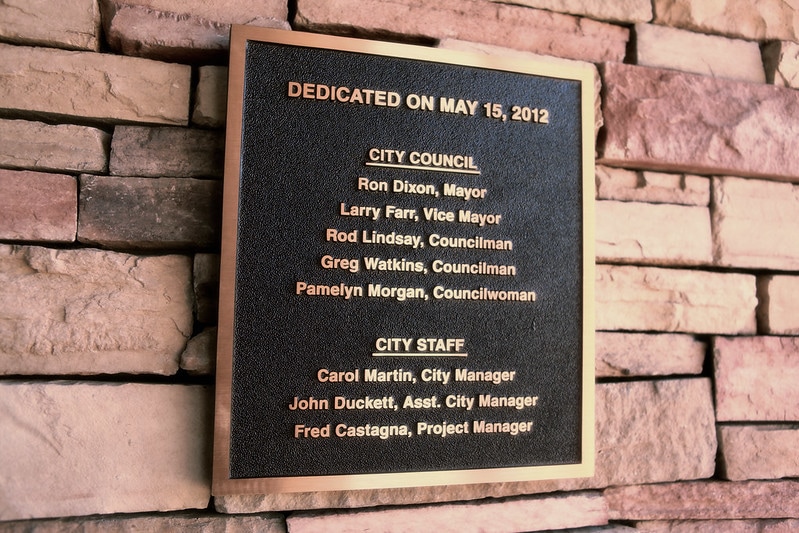 DEDICATED ON MAY 15, 2012
CITY COUNCIL
Ron Dixon, Mayor
Larry Farr, Vice Mayor
Rod Lindsay, Councilman
Greg Watkins, Councilman
Pamelyn Morgan, Councilwoman
CITY STAFF
Carol Martin, City Manager
John Duckett, Asst. City Manager
Fred Castagna, Project Manager